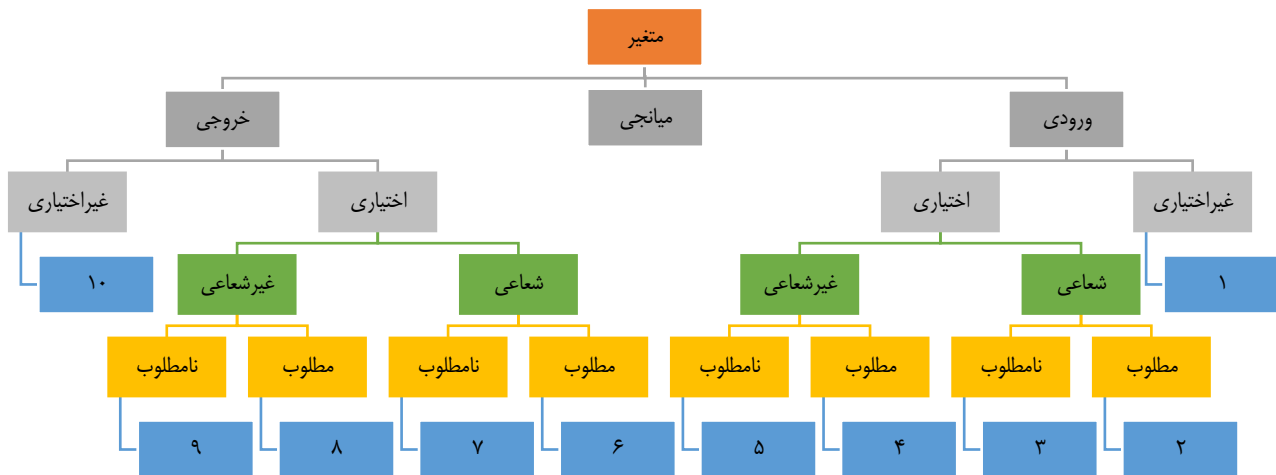 متغیر
ورودی
میانجی
خروجی
غیراختیاری
اختیاری
اختیاری
غیراختیاری
۱
شعاعی
غیرشعاعی
شعاعی
غیرشعاعی
۱۰
مطلوب
نامطلوب
مطلوب
نامطلوب
مطلوب
نامطلوب
مطلوب
نامطلوب
۲
۳
۴
۵
۶
۷
۸
۹